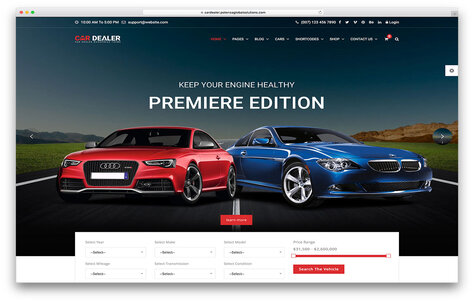 cardealer.potenzaglobalsolutions.com
10:00 AM To 5:00 PM support@website.com (007) 123 456 7890 Login
CAR DEALER
HOME PAGES BLOG CARS SHORTCODES SHOP CONTACT US
KEEP YOUR ENGINE HEALTHY
PREMIERE EDITION
learn more
Select Year Select Make Select Model Price Range
--Select-- --Select-- --Select-- $31,500 - $2,600,000
Select Mileage Select Transmission Select Condition
--Select-- --Select-- --Select-- Search The Vehicle